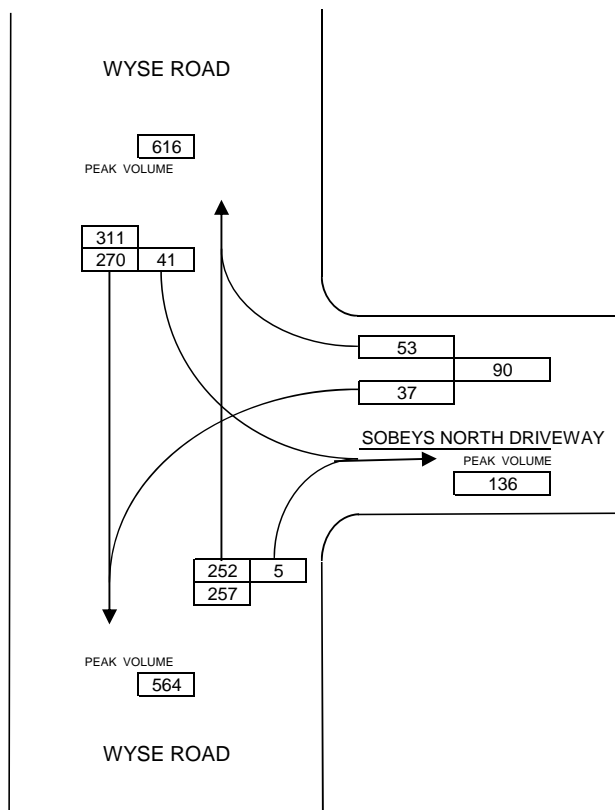 WYSE ROAD
616
PEAK VOLUME
311
270 41
53
90
37
SOBEYS NORTH DRIVEWAY
PEAK VOLUME
136
252 5
257
PEAK VOLUME
564
WYSE ROAD